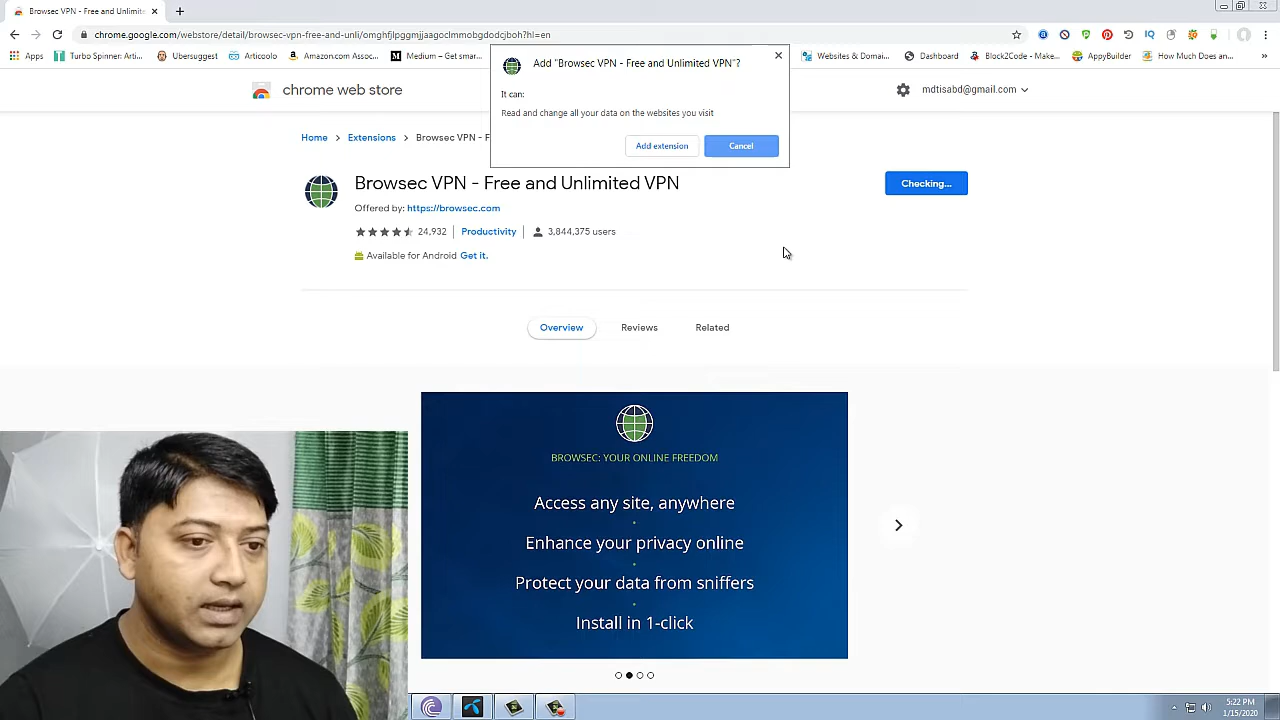 Browsec VPN - Free and Unlimite
chrome.google.com/webstore/detail/browsec-vpn-free-and-unli/omghfjlpggmjjaagoclmmobgdodcjboh?hl=en
Apps
Turbo Spinner: Artic...
Ubersuggest
Articolo
Amazon.com Assoc...
Medium – Get smar...
Websites & Domai...
Dashboard
Block2Code - Make...
AppyBuilder
How Much Does an...
Add "Browsec VPN - Free and Unlimited VPN"?
It can:
Read and change all your data on the websites you visit
Add extension
Cancel
chrome web store
mdtisabd@gmail.com
Home
Extensions
Browsec VPN - F
Browsec VPN - Free and Unlimited VPN
Checking...
Offered by: https://browsec.com
24,932
Productivity
3,844,375 users
Available for Android Get it.
Overview
Reviews
Related
BROWSEC: YOUR ONLINE FREEDOM
Access any site, anywhere
Enhance your privacy online
Protect your data from sniffers
Install in 1-click
5:22 PM
1/15/2020